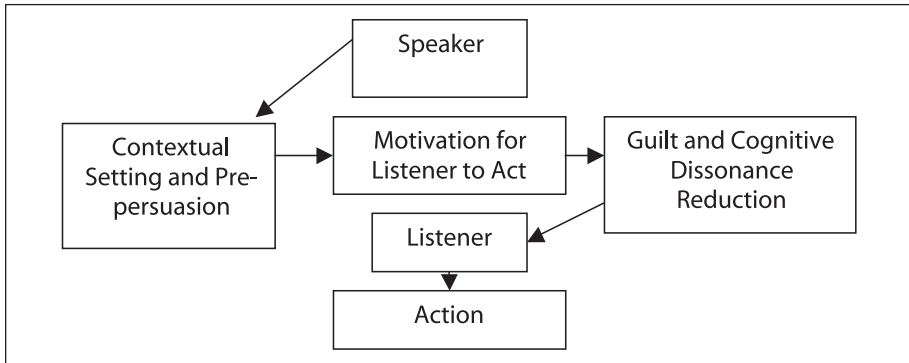 Speaker
Contextual
Setting and Pre-
persuasion
Motivation for
Listener to Act
Guilt and Cognitive
Dissonance
Reduction
Listener
Action